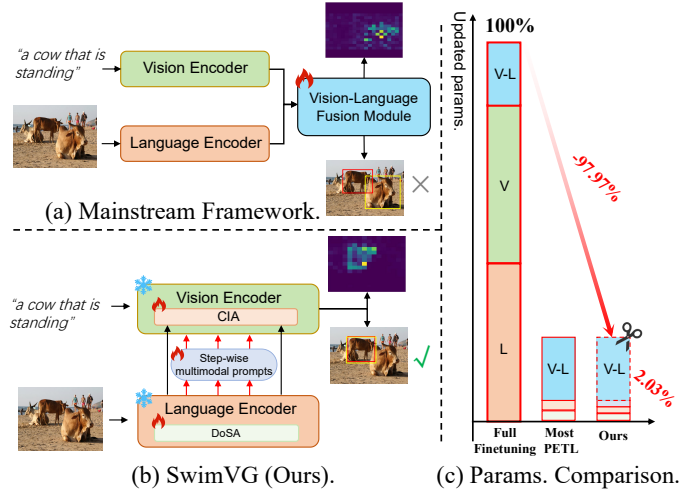 "a cow that is
standing"
Vision Encoder
Language Encoder
Vision-Language
Fusion Module
(a) Mainstream Framework.
"a cow that is
standing"
Vision Encoder
CIA
Step-wise
multimodal prompts
Language Encoder
DoSA
(b) SwimVG (Ours).
Updated params.
100%
V-L
V
L
-97.97%
V-L
V-L
2.03%
Full
Finetuning
Most
PETL
Ours
(c) Params. Comparison.